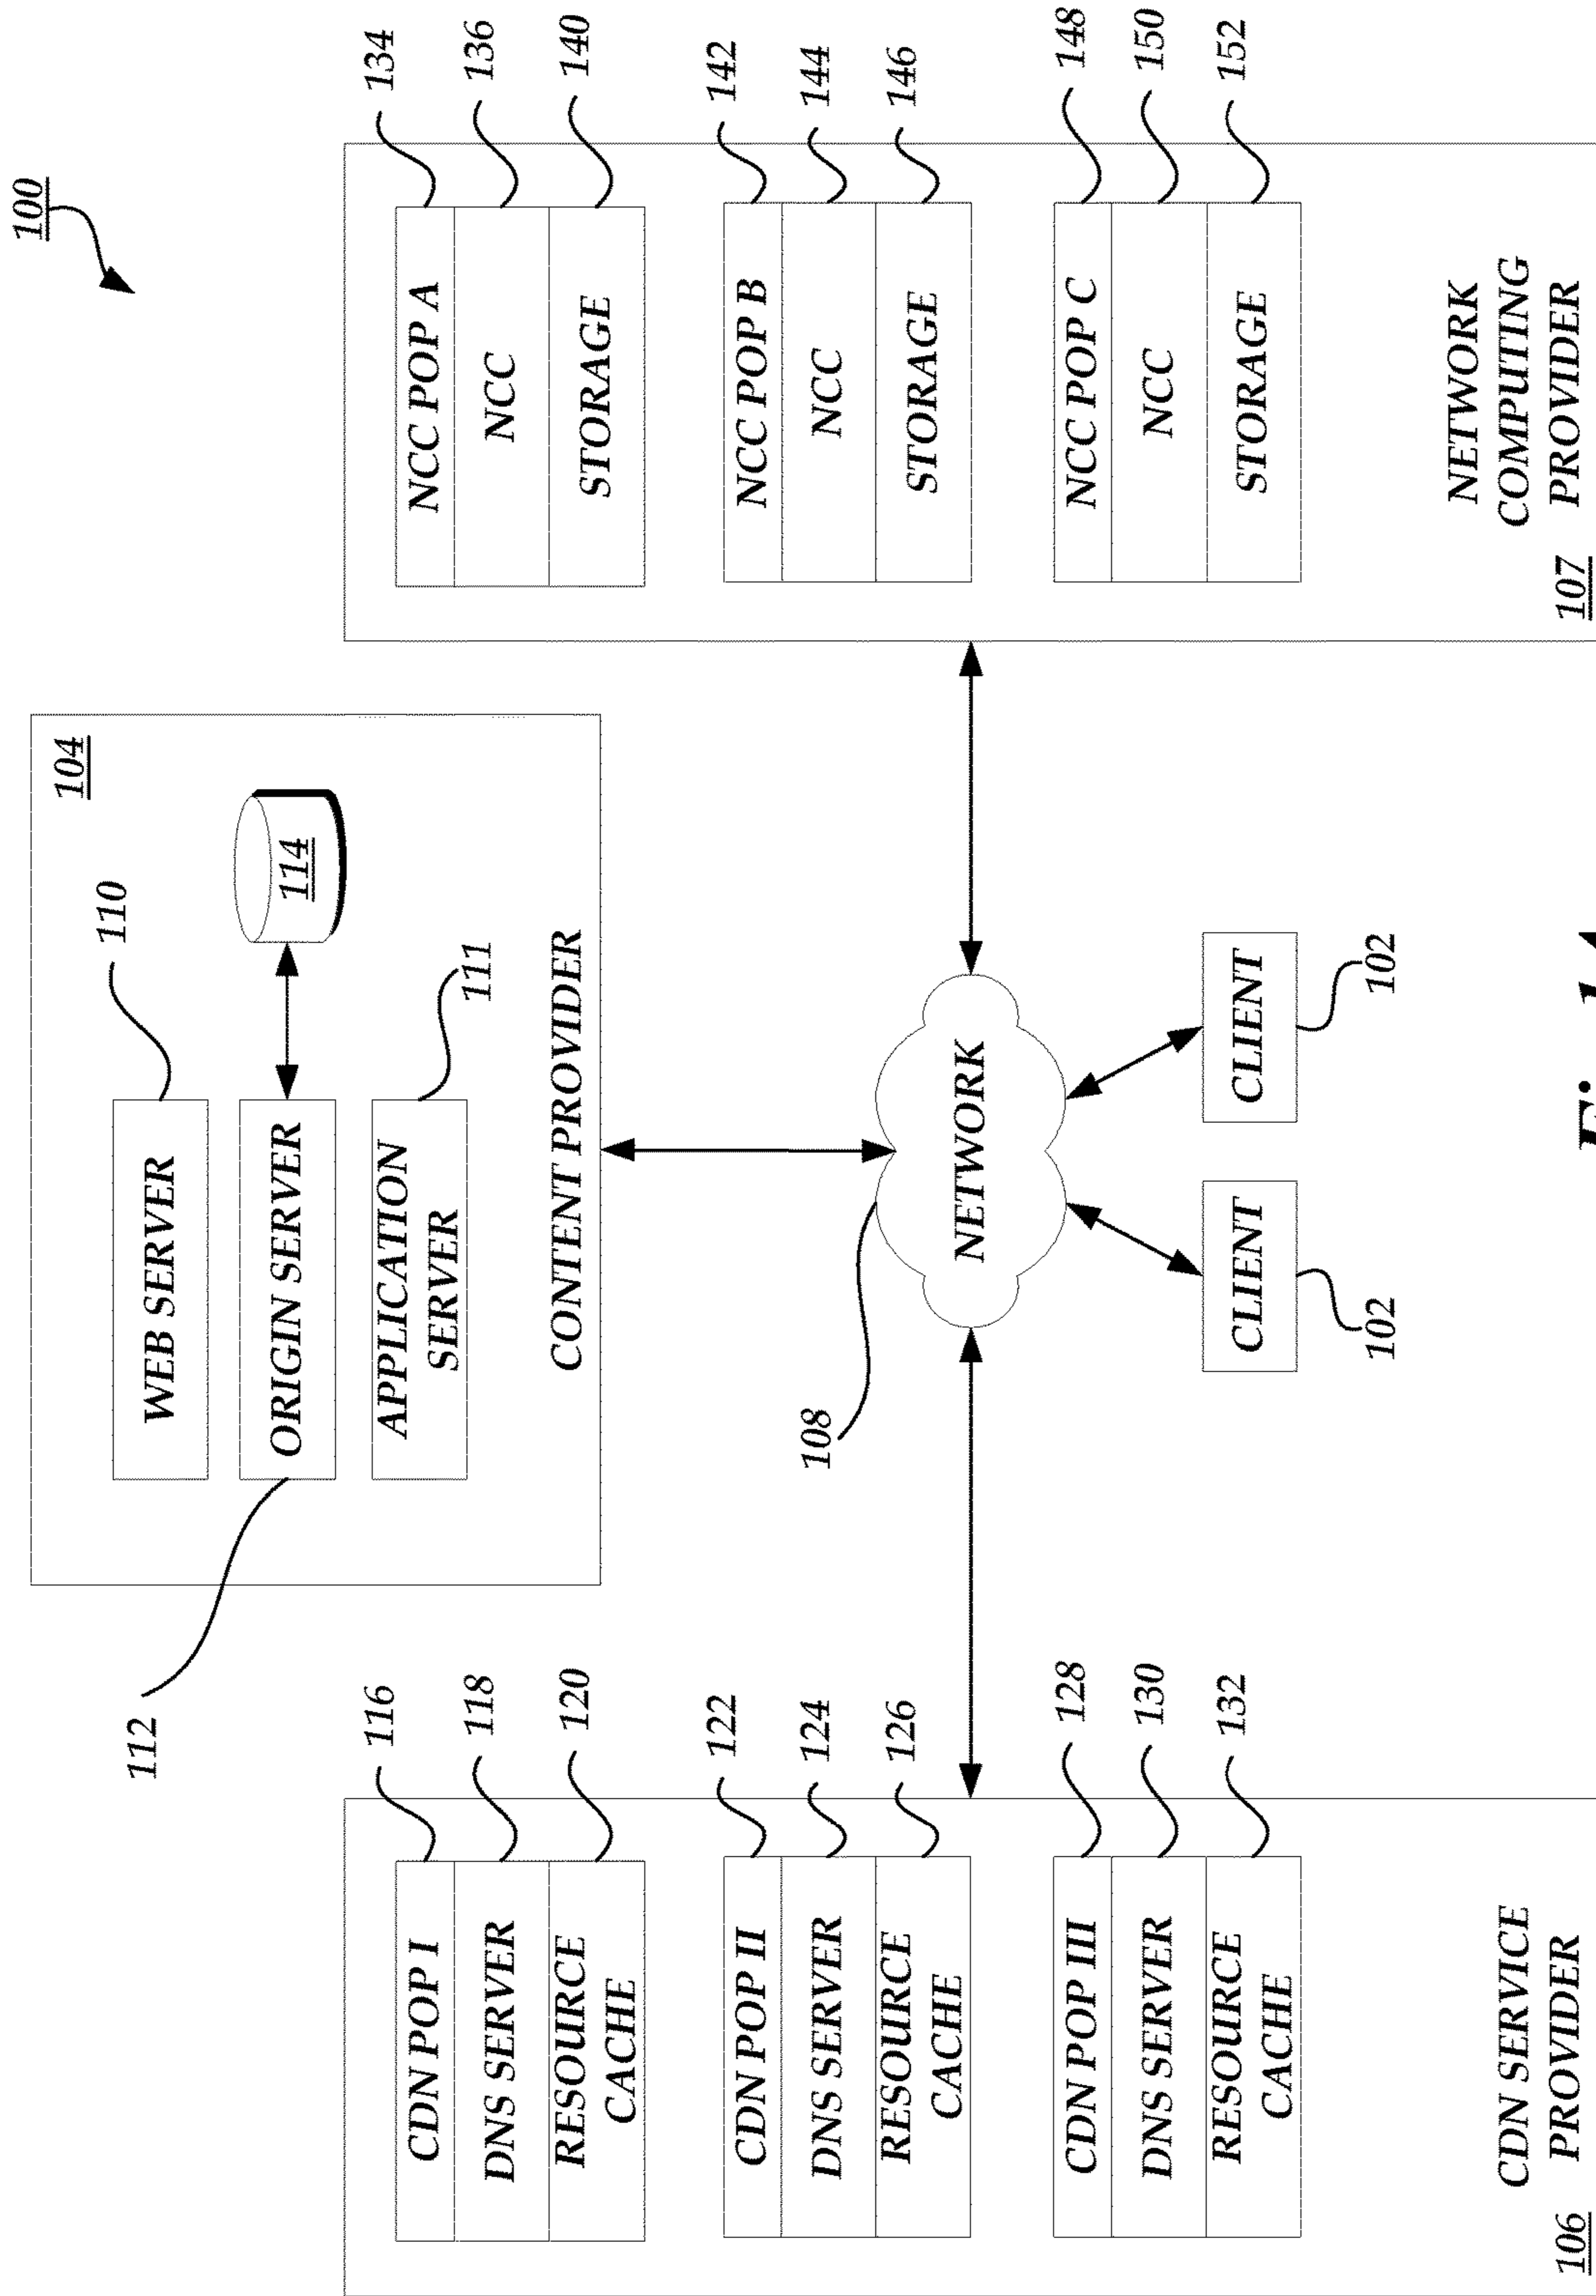 100
104
WEB SERVER
110
ORIGIN SERVER
112
114
APPLICATION
SERVER
111
CONTENT PROVIDER
CDN POP I
116
DNS SERVER
118
RESOURCE
CACHE
120
CDN POP II
122
DNS SERVER
124
RESOURCE
CACHE
126
CDN POP III
128
DNS SERVER
130
RESOURCE
CACHE
132
CDN SERVICE
PROVIDER
106
108
NETWORK
CLIENT
102
CLIENT
102
NCC POP A
134
NCC
136
STORAGE
140
NCC POP B
142
NCC
144
STORAGE
146
NCC POP C
148
NCC
150
STORAGE
152
NETWORK
COMPUTING
PROVIDER
107